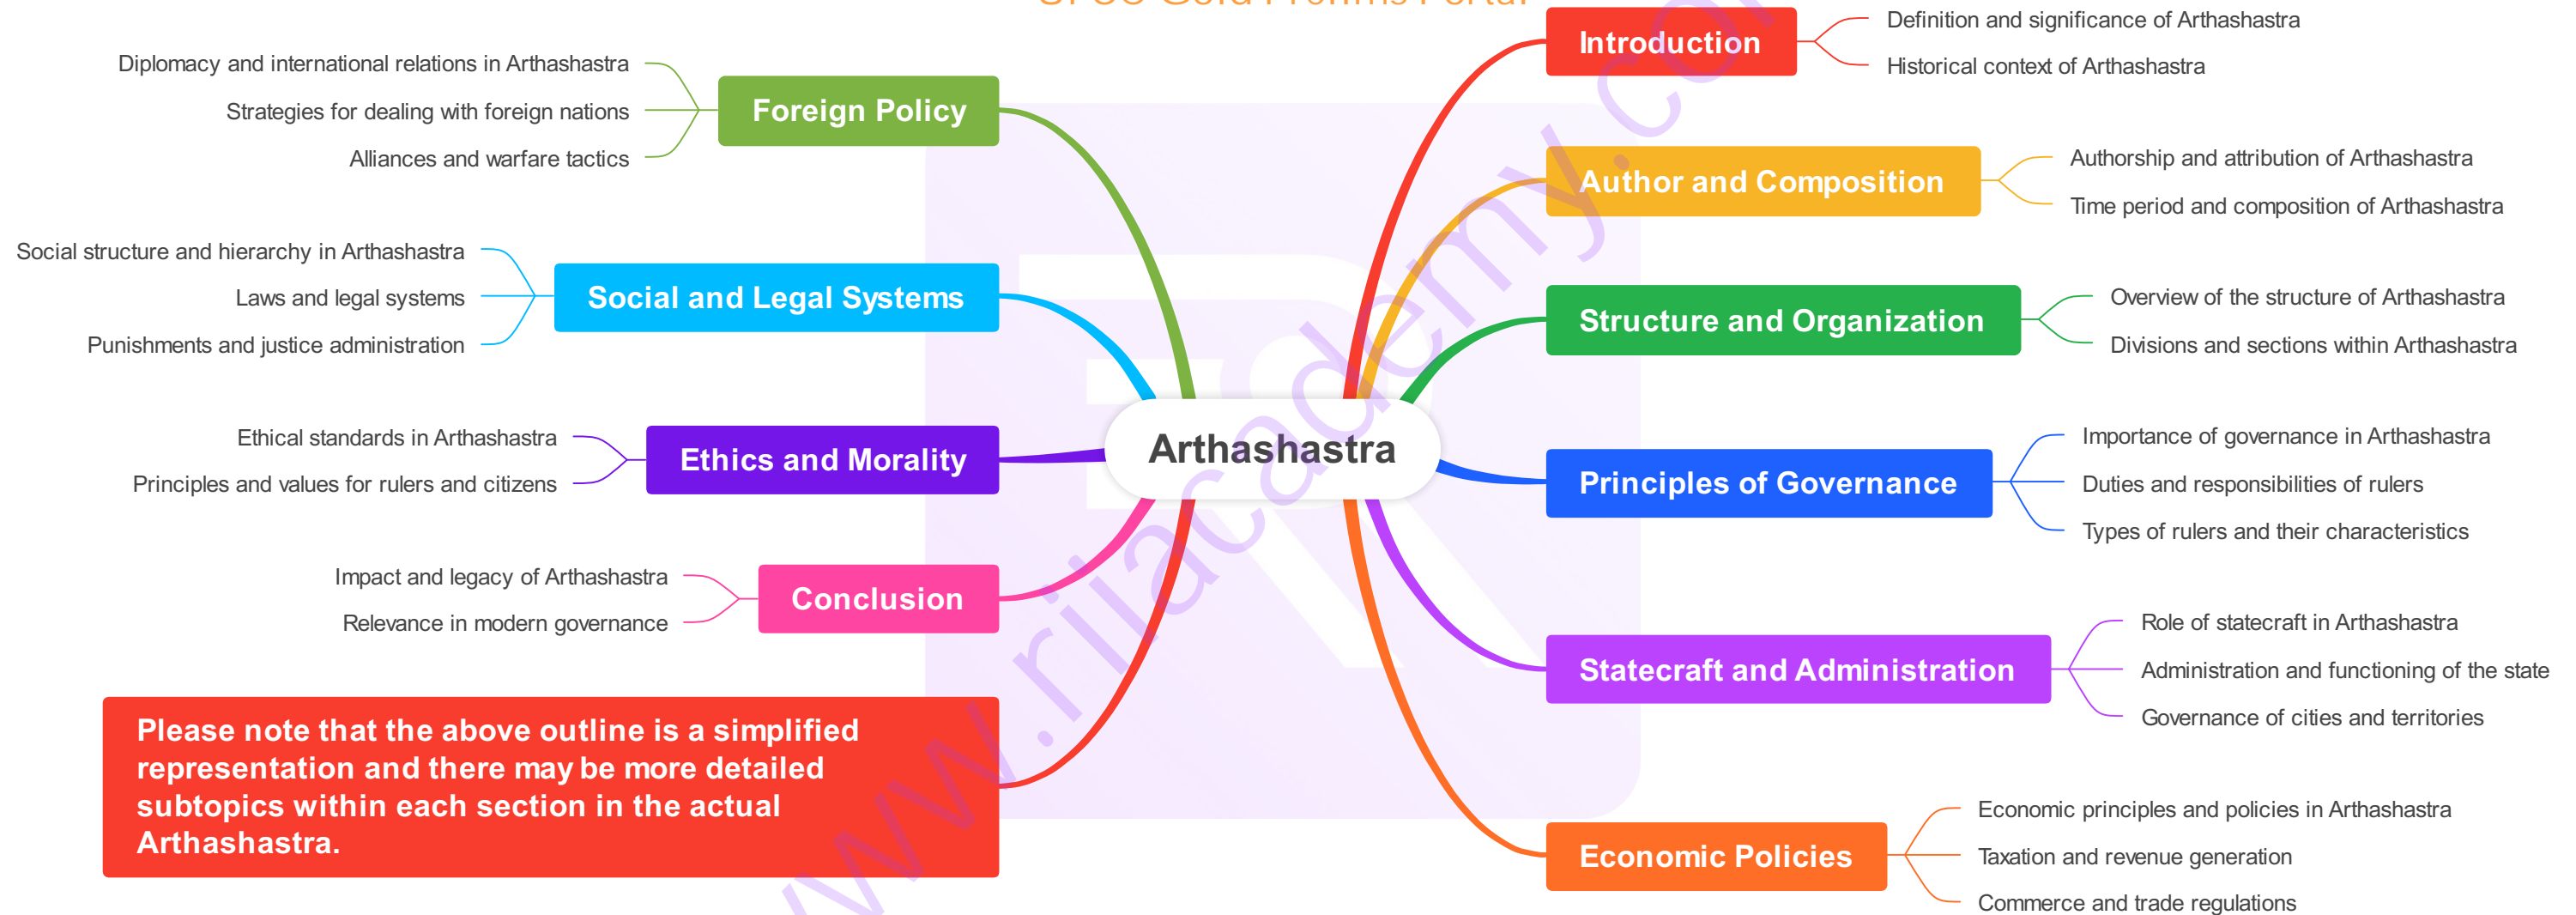 Arthashastra
Introduction
Definition and significance of Arthashastra
Historical context of Arthashastra
Author and Composition
Authorship and attribution of Arthashastra
Time period and composition of Arthashastra
Structure and Organization
Overview of the structure of Arthashastra
Divisions and sections within Arthashastra
Principles of Governance
Importance of governance in Arthashastra
Duties and responsibilities of rulers
Types of rulers and their characteristics
Statecraft and Administration
Role of statecraft in Arthashastra
Administration and functioning of the state
Governance of cities and territories
Economic Policies
Economic principles and policies in Arthashastra
Taxation and revenue generation
Commerce and trade regulations
Foreign Policy
Diplomacy and international relations in Arthashastra
Strategies for dealing with foreign nations
Alliances and warfare tactics
Social and Legal Systems
Social structure and hierarchy in Arthashastra
Laws and legal systems
Punishments and justice administration
Ethics and Morality
Ethical standards in Arthashastra
Principles and values for rulers and citizens
Conclusion
Impact and legacy of Arthashastra
Relevance in modern governance
Please note that the above outline is a simplified
representation and there may be more detailed
subtopics within each section in the actual
Arthashastra.